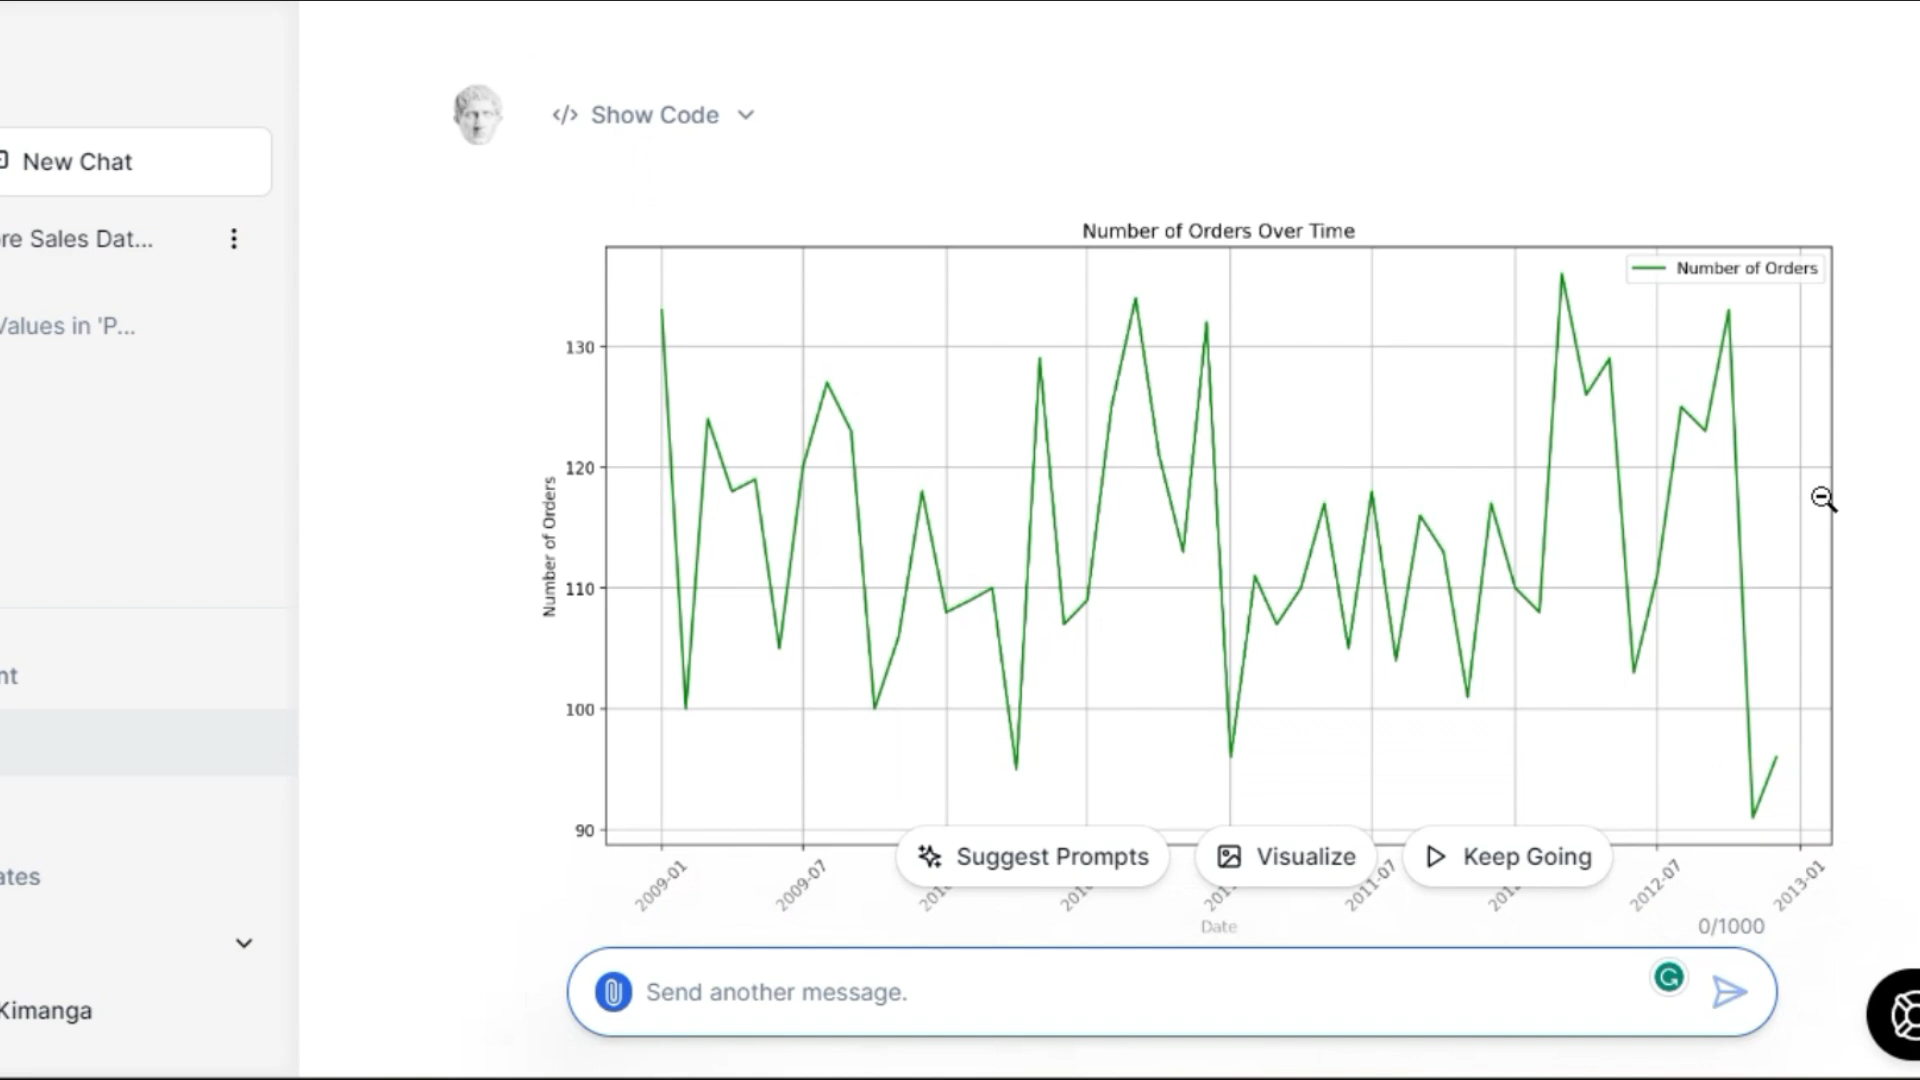 </> Show Code
New Chat
re Sales Dat...
Values in 'P...
nt
ates
Kimanga
Number of Orders Over Time
Number of Orders
130
120
110
100
90
Number of Orders
2009-01
2009-07
2011-07
2012-07
2013-01
Date
Suggest Prompts
Visualize
Keep Going
0/1000
Send another message.